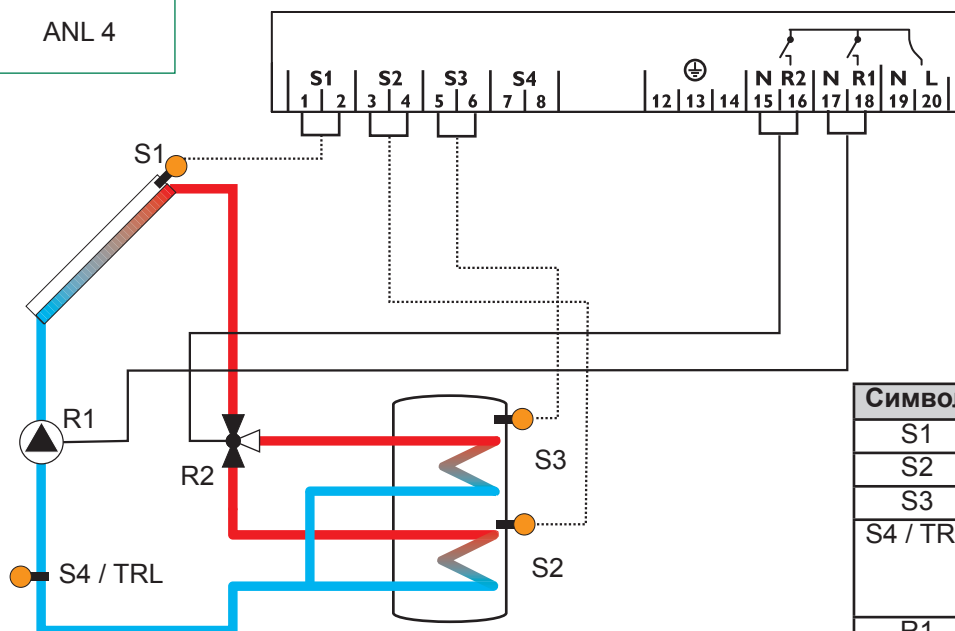 ANL 4
S1 S2 S3 S4 N R2 N R1 N L
1 2 3 4 5 6 7 8 12 13 14 15 16 17 18 19 20
S1
R1
R2
S3
S2
S4 / TRL
Симво
S1
S2
S3
S4 / TR
R1